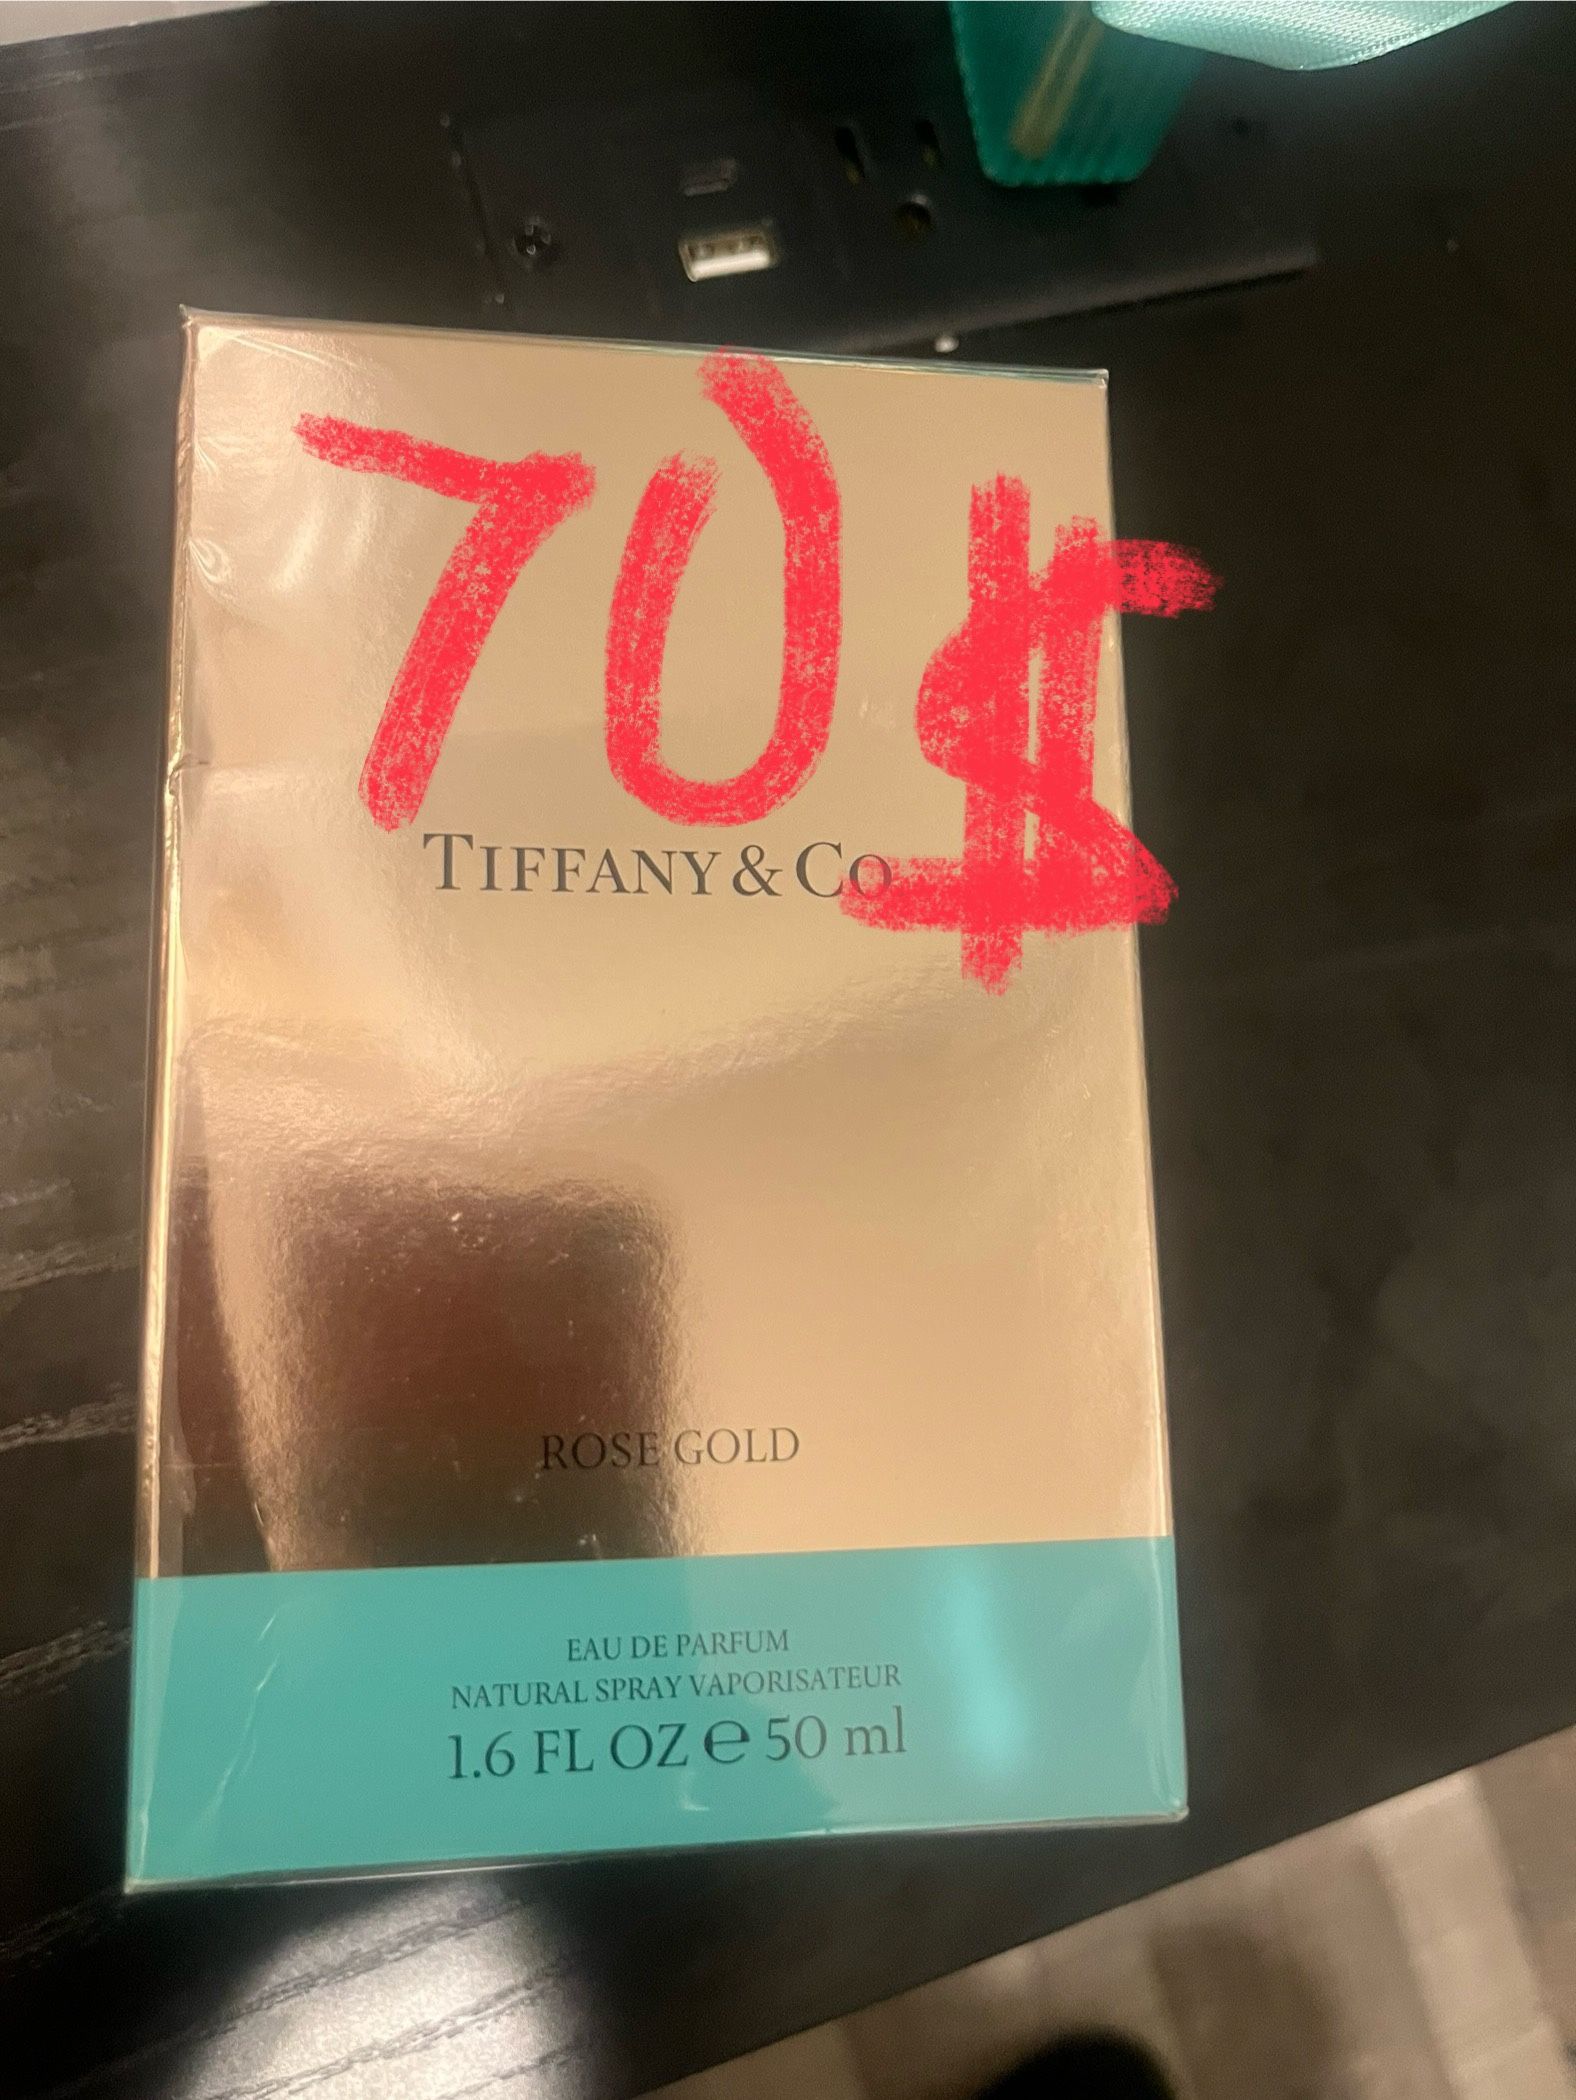 70 $
TIFFANY & CO
ROSE GOLD
EAU DE PARFUM
NATURAL SPRAY VAPORISATEUR
1.6 FL OZ ℮ 50 ml